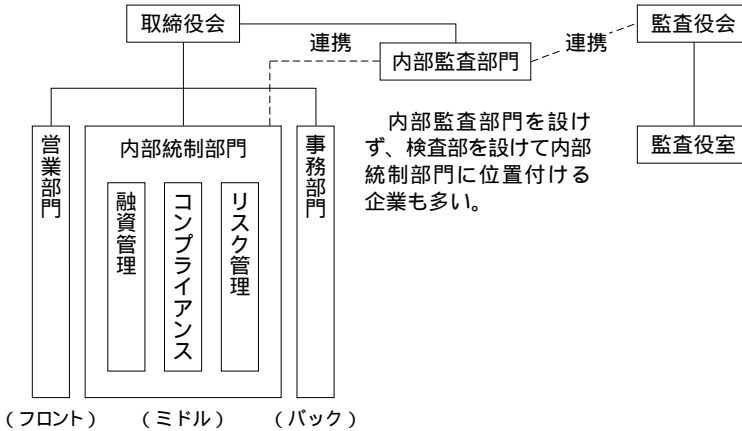 取締役会
連携
内部監査部門
連携
監査役会
監査役室
内部監査部門を設け
ず、検査部を設けて内部
統制部門に位置付ける
企業も多い。
営業部門
内部統制部門
融資管理
コンプライアンス
リスク管理
事務部門
(フロント)
(ミドル)
(バック)